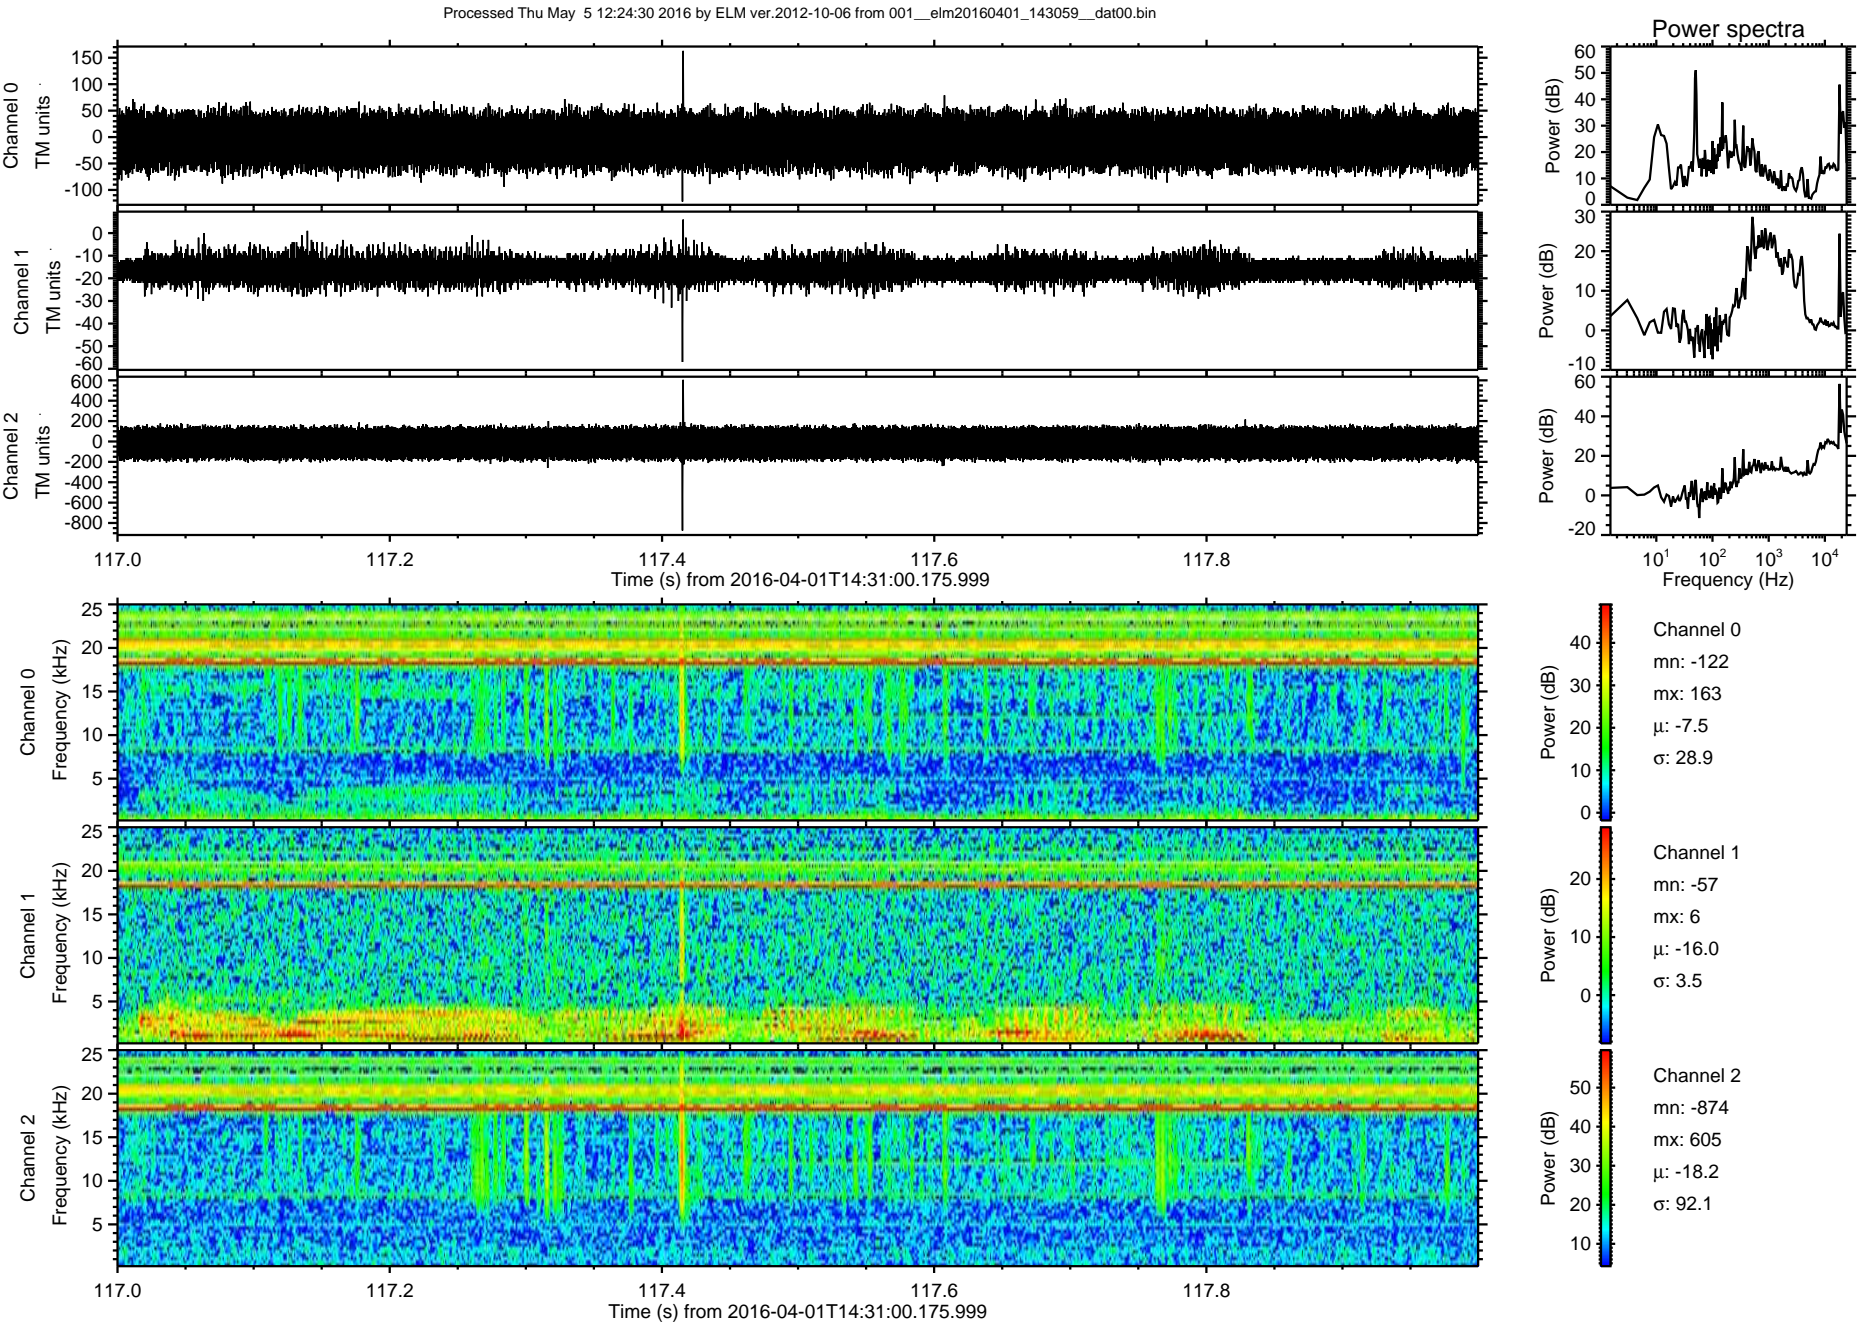 Processed Thu May  5 12:24:30 2016 by ELM ver.2012-10-06 from 001__elm20160401_143059__dat00.bin
Power spectra
Channel 0
TM units
150
100
50
0
-50
-100
Power (dB)
60
50
40
30
20
10
0
Channel 1
TM units
0
-10
-20
-30
-40
-50
-60
Power (dB)
30
20
10
0
-10
Channel 2
TM units
600
400
200
0
-200
-400
-600
-800
Power (dB)
60
40
20
0
-20
117.0 117.2 117.4 117.6 117.8
Time (s) from 2016-04-01T14:31:00.175.999
10^1 10^2 10^3 10^4
Frequency (Hz)
Channel 0
Frequency (kHz)
25
20
15
10
5
Power (dB)
40
30
20
10
0
Channel 0
mn: -122
mx: 163
μ: -7.5
σ: 28.9
Channel 1
Frequency (kHz)
25
20
15
10
5
Power (dB)
20
10
0
Channel 1
mn: -57
mx: 6
μ: -16.0
σ: 3.5
Channel 2
Frequency (kHz)
25
20
15
10
5
Power (dB)
50
40
30
20
10
Channel 2
mn: -874
mx: 605
μ: -18.2
σ: 92.1
117.0 117.2 117.4 117.6 117.8
Time (s) from 2016-04-01T14:31:00.175.999